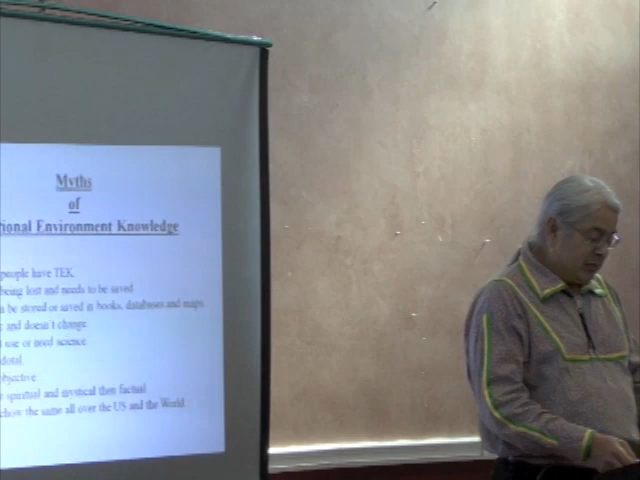 Myths
of
tional Environment Knowledge
people have TEK
being lost and needs to be saved
n be stored or saved in books, databases and maps
; and doesn't change
t use or need science
dotal
objective
spiritual and mystical then factual
ehow the same all over the US and the World